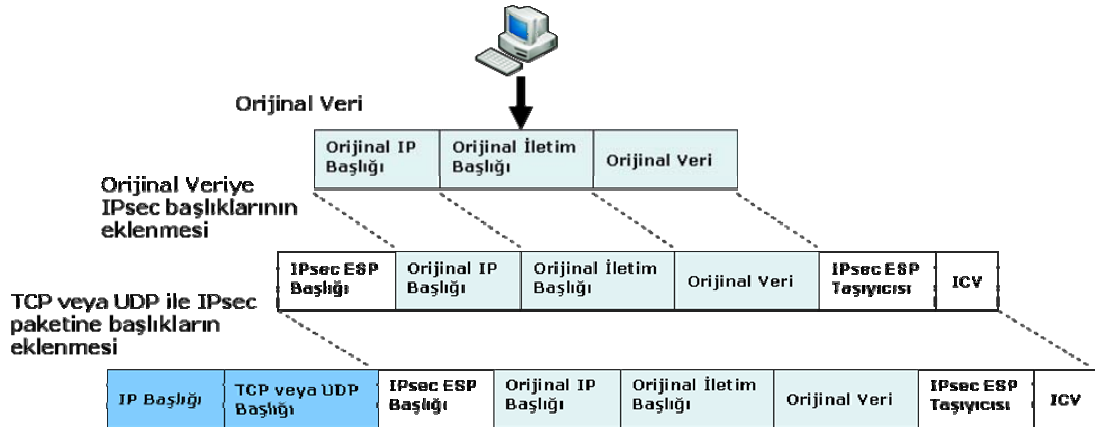 Orijinal Veri
Orijinal IP Başlığı
Orijinal İletim Başlığı
Orijinal Veri
Orijinal Veriye
IPsec başlıklarının
eklenmesi
IPsec ESP Başlığı
Orijinal IP Başlığı
Orijinal İletim Başlığı
Orijinal Veri
IPsec ESP Taşıyıcısı
ICV
TCP veya UDP ile IPsec
paketine başlıkların
eklenmesi
IP Başlığı
TCP veya UDP Başlığı
IPsec ESP Başlığı
Orijinal IP Başlığı
Orijinal İletim Başlığı
Orijinal Veri
IPsec ESP Taşıyıcısı
ICV